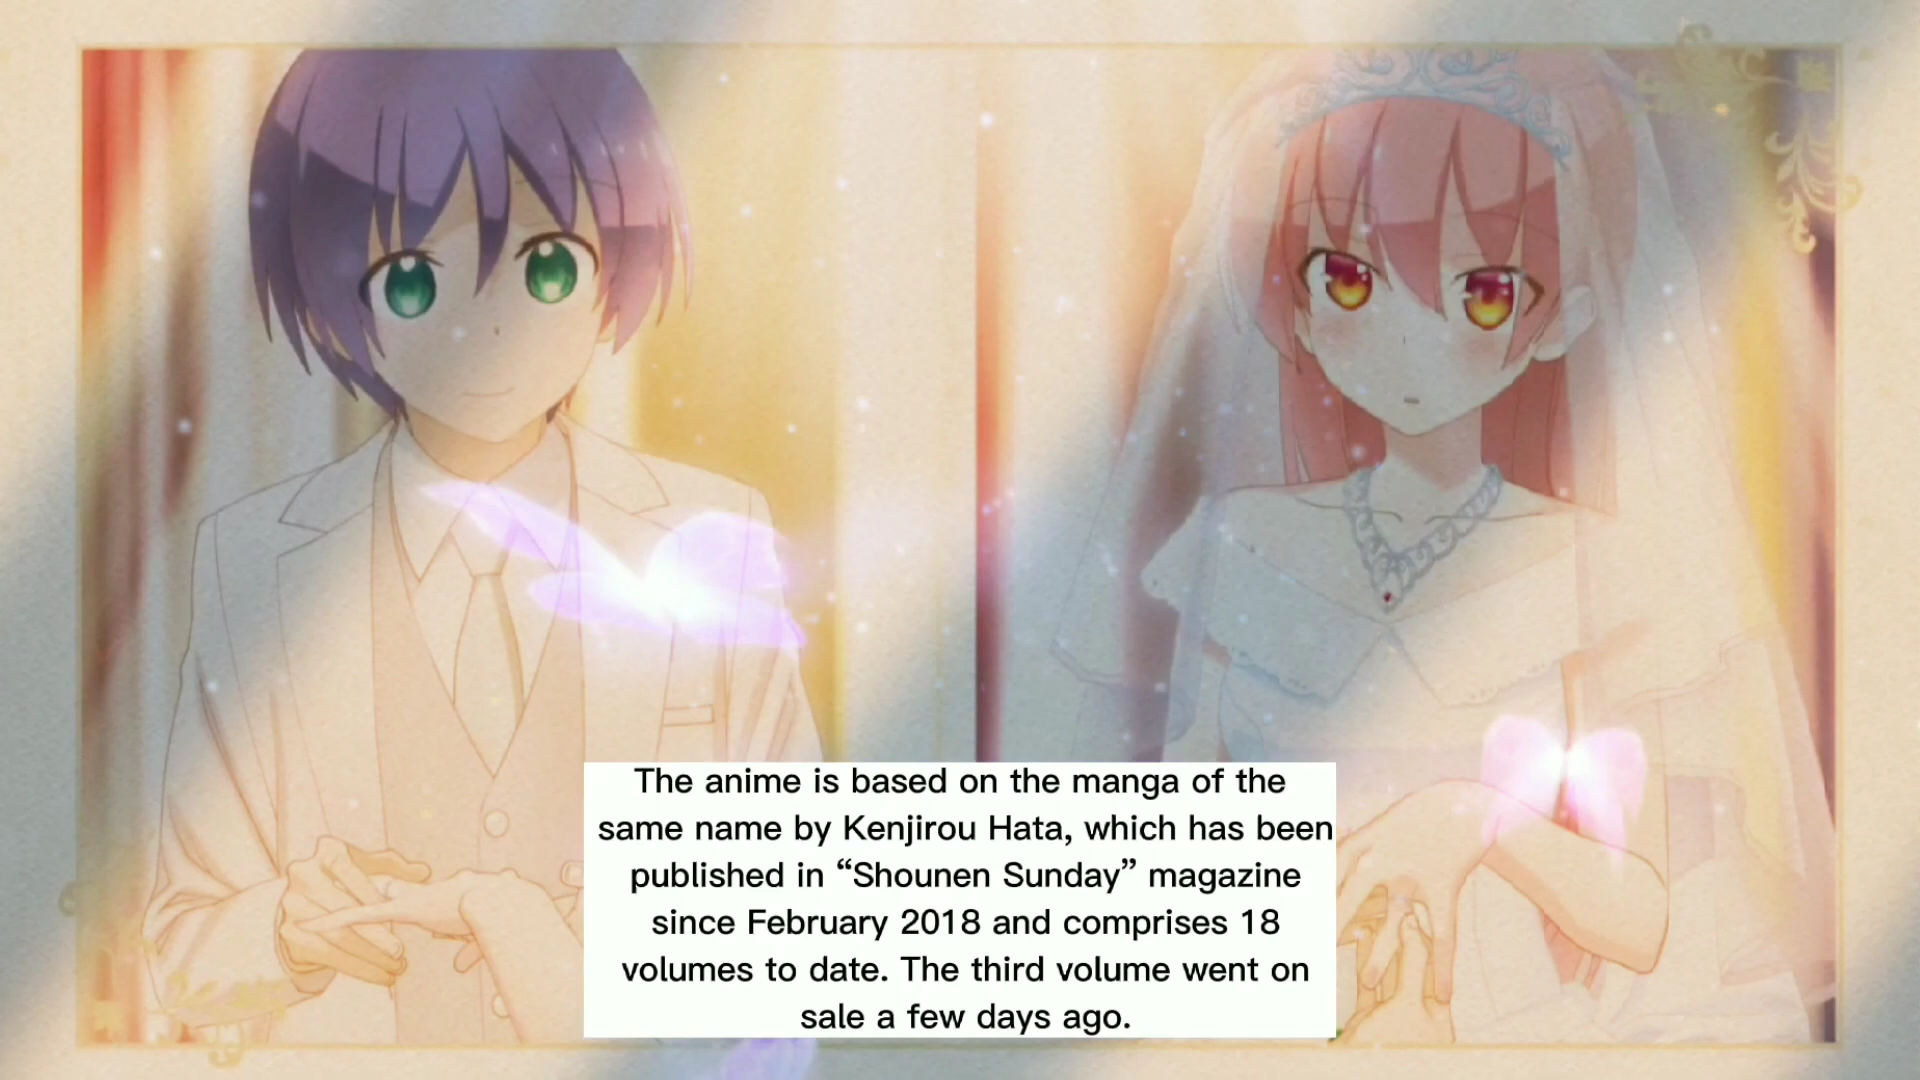 The anime is based on the manga of the
same name by Kenjirou Hata, which has been
published in “Shounen Sunday” magazine
since February 2018 and comprises 18
volumes to date. The third volume went on
sale a few days ago.